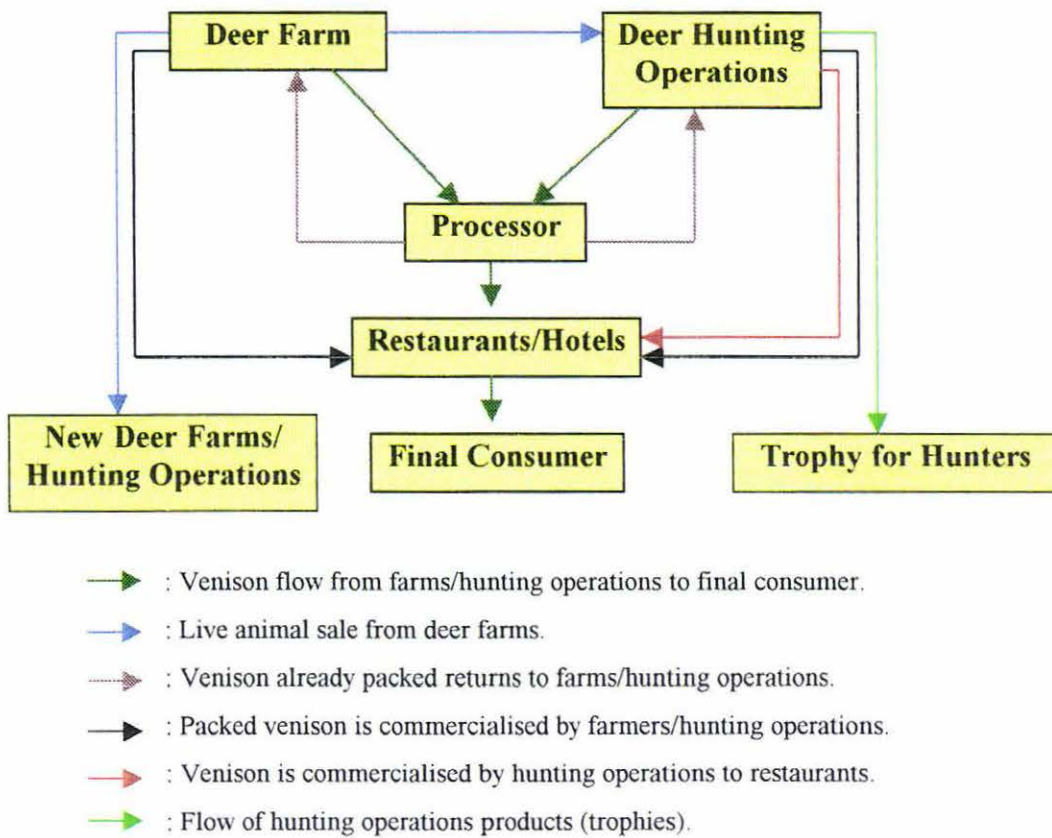 Deer Farm
Deer Hunting
Operations
Processor
Restaurants/Hotels
New Deer Farms/
Hunting Operations
Final Consumer
Trophy for Hunters
: Venison flow from farms/hunting operations to final consumer.
: Live animal sale from deer farms.
: Venison already packed returns to farms/hunting operations.
: Packed venison is commercialised by farmers/hunting operations.
: Venison is commercialised by hunting operations to restaurants.
: Flow of hunting operations products (trophies).